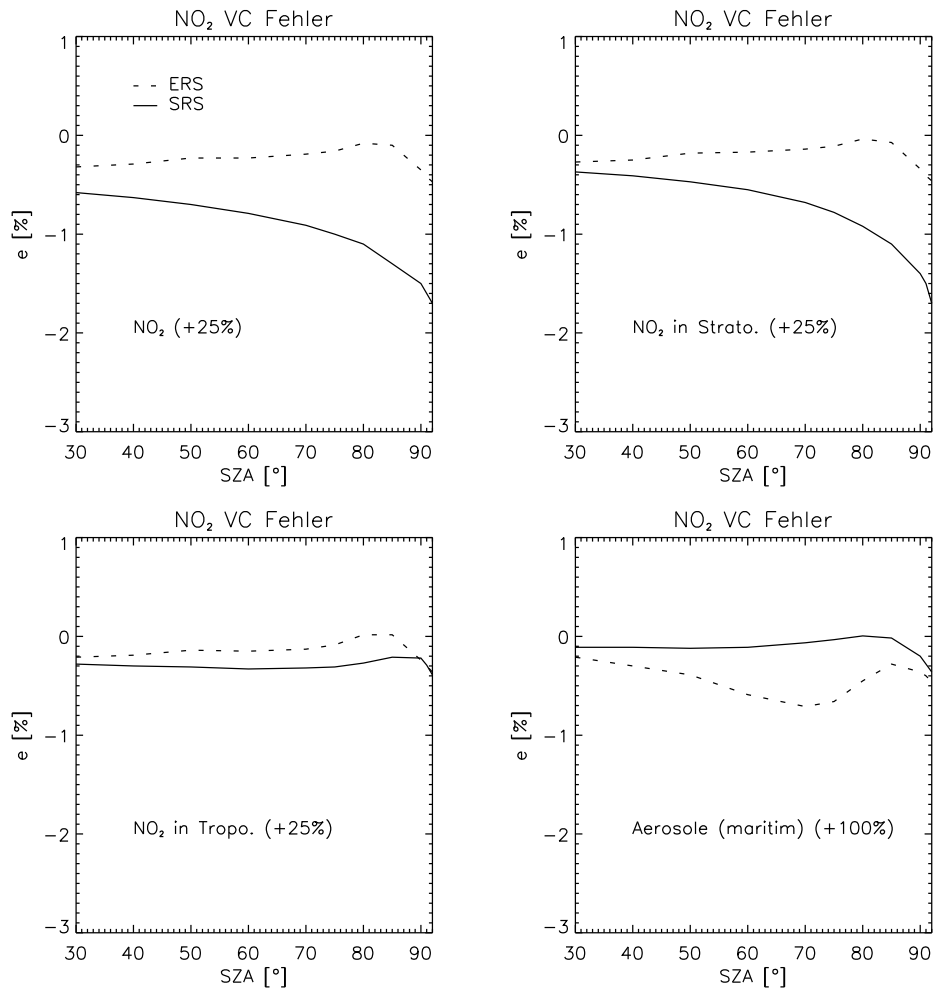 NO₂ VC Fehler
1
0
−1
−2
−3
e [%]
ERS
SRS
NO₂ (+25%)
30 40 50 60 70 80 90
SZA [°]
NO₂ VC Fehler
1
0
−1
−2
−3
e [%]
NO₂ in Strato. (+25%)
30 40 50 60 70 80 90
SZA [°]
NO₂ VC Fehler
1
0
−1
−2
−3
e [%]
NO₂ in Tropo. (+25%)
30 40 50 60 70 80 90
SZA [°]
NO₂ VC Fehler
1
0
−1
−2
−3
e [%]
Aerosole (maritim) (+100%)
30 40 50 60 70 80 90
SZA [°]